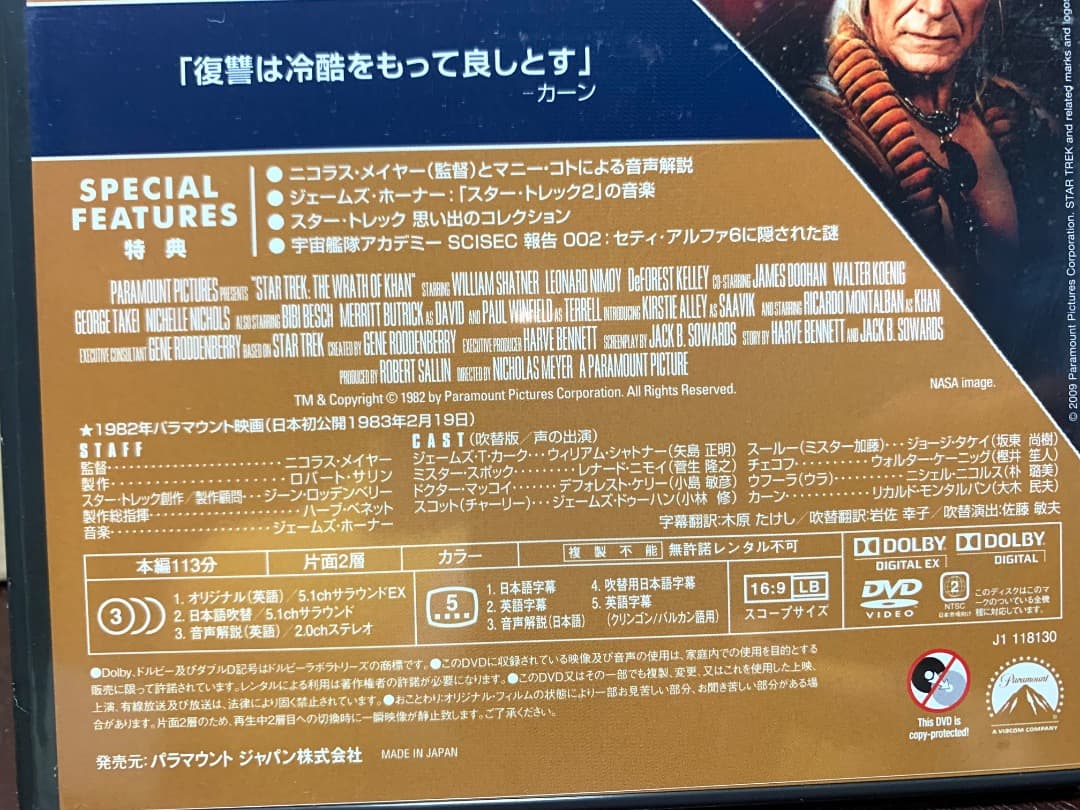 「復讐は冷酷をもって良しとす」
-カーン
SPECIAL FEATURES
特 典
● ニコラス・メイヤー(監督)とマニー・コトによる音声解説
● ジェームズ・ホーナー:「スター・トレック2」の音楽
● スター・トレック 思い出のコレクション
● 宇宙艦隊アカデミー SCISEC 報告 002:セティ・アルファ6に隠された謎
PARAMOUNT PICTURES PRESENTS "STAR TREK: THE WRATH OF KHAN" STARRING WILLIAM SHATNER LEONARD NIMOY DeFOREST KELLEY CO-STARRING JAMES DOOHAN WALTER KOENIG
GEORGE TAKEI NICHELLE NICHOLS ALSO STARRING BIBI BESCH MERRITT BUTRICK AS DAVID AND PAUL WINFIELD AS TERRELL INTRODUCING KIRSTIE ALLEY AS SAAVIK AND STARRING RICARDO MONTALBAN AS KHAN
EXECUTIVE CONSULTANT GENE RODDENBERRY BASED ON STAR TREK CREATED BY GENE RODDENBERRY EXECUTIVE PRODUCER HARVE BENNETT SCREENPLAY BY JACK B. SOWARDS STORY BY HARVE BENNETT AND JACK B. SOWARDS
PRODUCED BY ROBERT SALLIN DIRECTED BY NICHOLAS MEYER A PARAMOUNT PICTURE
TM & Copyright © 1982 by Paramount Pictures Corporation. All Rights Reserved.
NASA image.
© 2009 Paramount Pictures Corporation. STAR TREK and related marks and logos
★1982年パラマウント映画(日本初公開1983年2月19日)
STAFF
監督・・・・・・ニコラス・メイヤー
製作・・・・・・ロバート・サリン
スター・トレック創作/製作顧問・・・ジーン・ロッデンベリー
製作総指揮・・・・・・ハーブ・ベネット
音楽・・・・・・ジェームズ・ホーナー
CAST(吹替版/声の出演)
ジェームズ・T・カーク・・・ウィリアム・シャトナー(矢島 正明)
ミスター・スポック・・・・・・レナード・ニモイ(菅生 隆之)
ドクター・マッコイ・・・・・・デフォレスト・ケリー(小島 敏彦)
スコット(チャーリー)・・・ジェームズ・ドゥーハン(小林 修)
スールー(ミスター加藤)・・・ジョージ・タケイ(坂東 尚樹)
チェコフ・・・・・・ウォルター・ケーニッグ(樫井 笙人)
ウフーラ(ウラ)・・・・・・ニシェル・ニコルス(朴 璐美)
カーン・・・・・・リカルド・モンタルバン(大木 民夫)
字幕翻訳:木原 たけし/吹替翻訳:岩佐 幸子/吹替演出:佐藤 敏夫
本編113分
片面2層
カラー
複製不能 無許諾レンタル不可
3
1. オリジナル(英語)/5.1chサラウンドEX
2. 日本語吹替/5.1chサラウンド
3. 音声解説(英語)/2.0chステレオ
5
1. 日本語字幕
2. 英語字幕
3. 音声解説(日本語)
4. 吹替用日本語字幕
5. 英語字幕
(クリンゴン/バルカン語用)
16:9 LB
スコープサイズ
DOLBY
DIGITAL EX
DOLBY
DIGITAL
DVD
VIDEO
2
NTSC
日本市場向け
このディスクはこのマークのついている全機種に対応しています。
J1 118130
●Dolby、ドルビー及びダブルD記号はドルビーラボラトリーズの商標です。●このDVDに収録されている映像及び音声の使用は、家庭内での使用を目的とする
販売に限って許諾されています。レンタルによる利用は著作権者の許諾が必要になります。●このDVD又はその一部でも複製、変更、又はこれを使用した上映、
上演、有線放送及び放送は、法律により固く禁止されています。●おことわり:オリジナル・フィルムの状態により一部お見苦しい部分、お聞き苦しい部分がある場
合があります。片面2層のため、再生中2層目への切換時に一瞬映像が静止致します。ご了承ください。
This DVD is
copy-protected!
Paramount
A VIACOM COMPANY
発売元:パラマウント ジャパン株式会社 MADE IN JAPAN